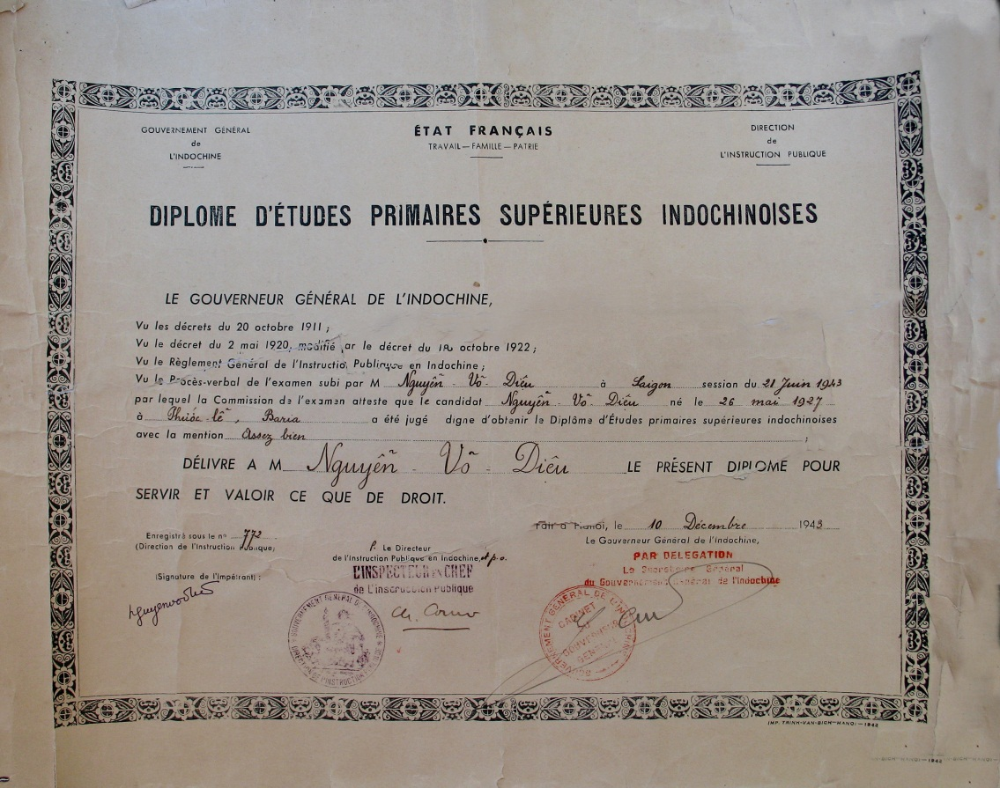 GOUVERNEMENT GÉNÉRAL
de
L'INDOCHINE
ÉTAT FRANÇAIS
TRAVAIL — FAMILLE — PATRIE
DIRECTION
de
L'INSTRUCTION PUBLIQUE
DIPLOME D'ÉTUDES PRIMAIRES SUPÉRIEURES INDOCHINOISES
LE GOUVERNEUR GÉNÉRAL DE L'INDOCHINE,
Vu les décrets du 20 octobre 1911 ;
Vu le décret du 2 mai 1920, modifié par le décret du octobre 1922 ;
Vu le Règlement Général de l'Instruction Publique en Indochine ;
Vu le Procès-verbal de l'examen subi par M Nguyễn - Võ - Diêu à Saigon session du 21 Juin 1943
par lequel la Commission de l'examen atteste que le candidat Nguyễn - Võ - Diêu né le 26 mai 1927
à Phước-lễ, Baria a été jugé digne d'obtenir le Diplôme d'Études primaires supérieures indochinoises
avec la mention Assez bien ;
DÉLIVRE A M Nguyễn - Võ - Diêu LE PRÉSENT DIPLOME POUR
SERVIR ET VALOIR CE QUE DE DROIT.
Fait à Hanoi, le 10 Décembre 1943
Le Gouverneur Général de l'Indochine,
PAR DELEGATION
Le Secrétaire Général
du Gouvernement Général de l'Indochine
Enregistré sous le nº 772
(Direction de l'Instruction Publique)
P. Le Directeur
de l'Instruction Publique en Indochine, et p.o.
L'INSPECTEUR EN CHEF
de L'instruction Publique
(Signature de l'impétrant) :
GOUVERNEMENT GÉNÉRAL DE L'INDOCHINE
DIRECTION DE L'INSTRUCTION PUBLIQUE
GOUVERNEMENT GÉNÉRAL DE L'INDOCHINE
CABINET
DU
GOUVERNEUR
GÉNÉRAL
IMP. TRINH-VAN-BICH—HANOI—1942